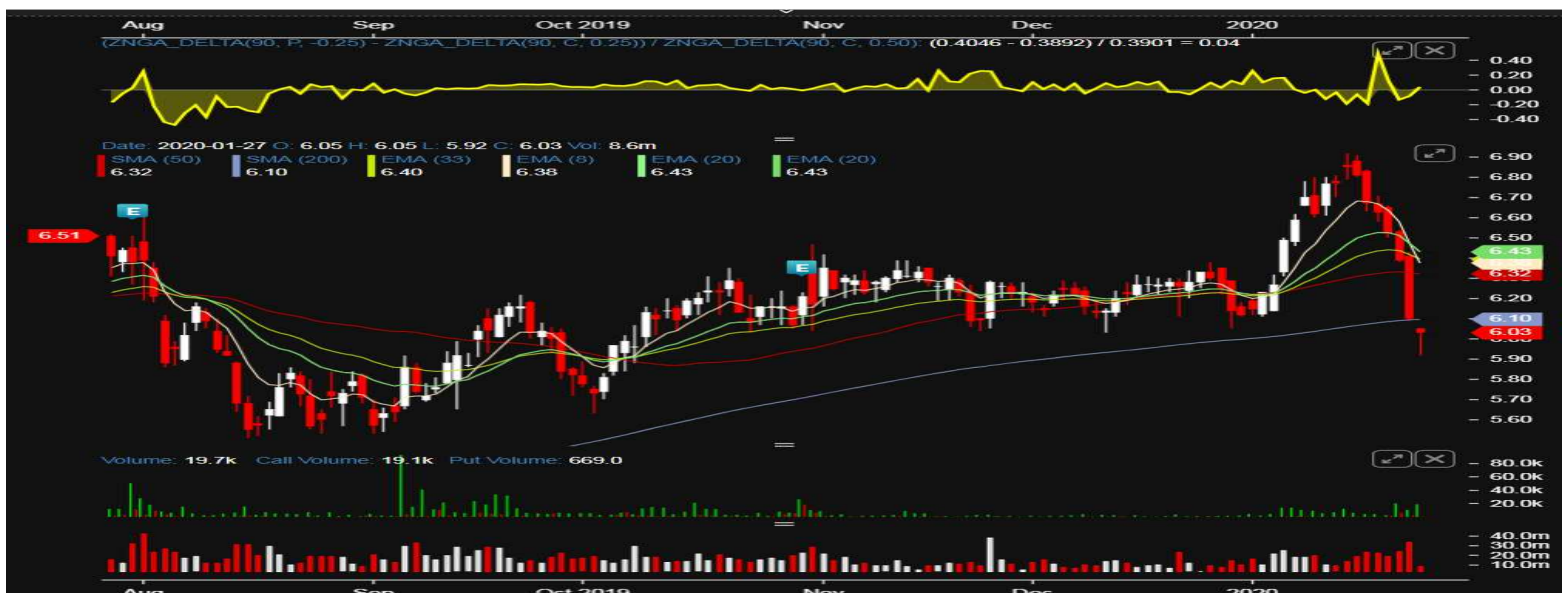 Aug Sep Oct 2019 Nov Dec 2020
(ZNGA_DELTA(90, P, -0.25) - ZNGA_DELTA(90, C, 0.25)) / ZNGA_DELTA(90, C, 0.50): (0.4046 - 0.3892) / 0.3901 = 0.04
0.40
0.20
0.00
-0.20
-0.40
Date: 2020-01-27 O: 6.05 H: 6.05 L: 5.92 C: 6.03 Vol: 8.6m
SMA (50) SMA (200) EMA (33) EMA (8) EMA (20) EMA (20)
6.32 6.10 6.40 6.38 6.43 6.43
6.90
6.80
6.70
6.60
E
6.51
6.50
6.43
E
6.32
6.20
6.10
6.03
5.90
5.80
5.70
5.60
Volume: 19.7k Call Volume: 19.1k Put Volume: 669.0
80.0k
60.0k
40.0k
20.0k
40.0m
30.0m
20.0m
10.0m
Aug Sep Oct 2019 Nov Dec 2020